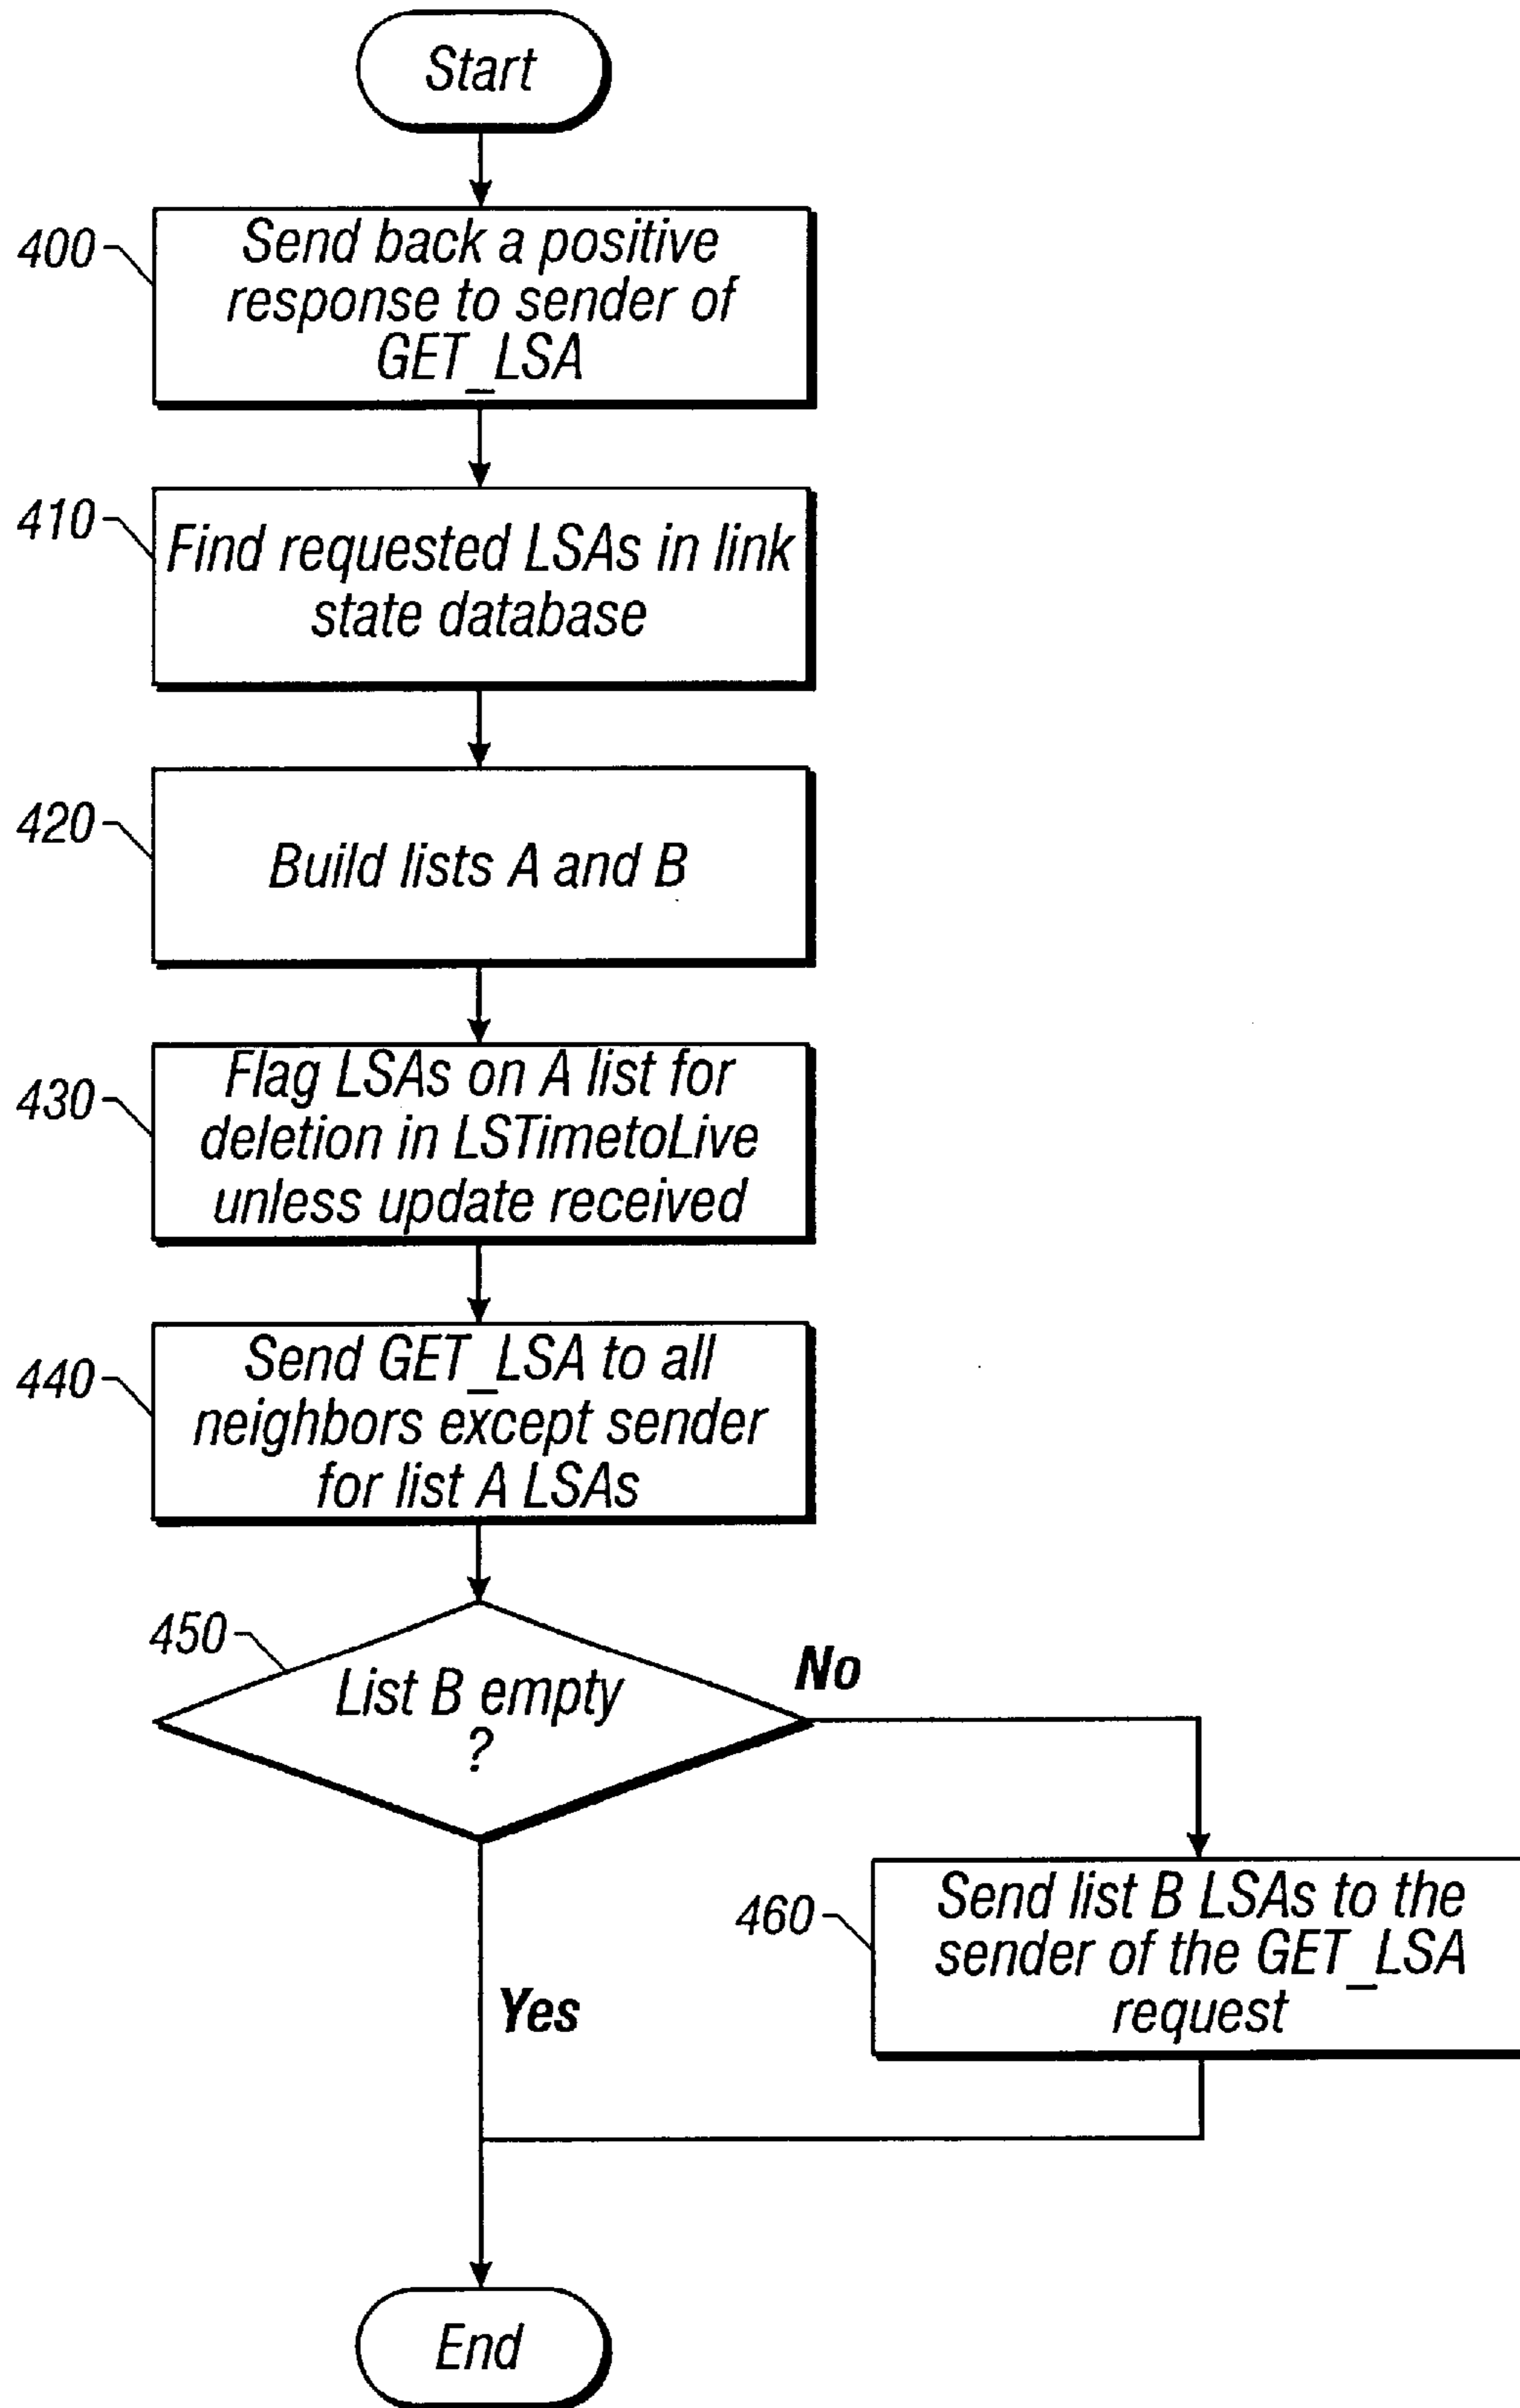 Start
400
Send back a positive
response to sender of
GET_LSA
410
Find requested LSAs in link
state database
420
Build lists A and B
430
Flag LSAs on A list for
deletion in LSTimetoLive
unless update received
440
Send GET_LSA to all
neighbors except sender
for list A LSAs
450
List B empty
?
No
460
Send list B LSAs to the
sender of the GET_LSA
request
Yes
End